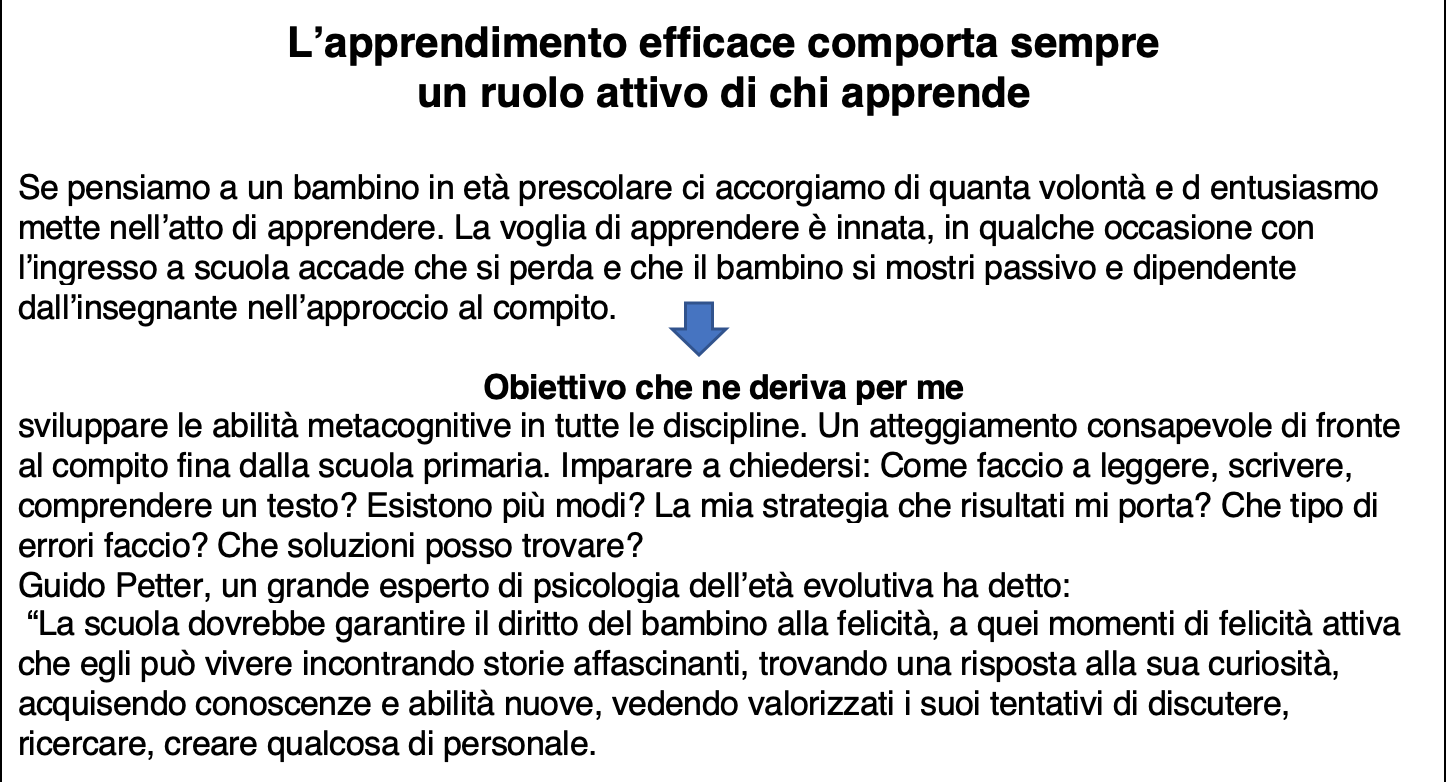 L’apprendimento efficace comporta sempre
un ruolo attivo di chi apprende
Se pensiamo a un bambino in età prescolare ci accorgiamo di quanta volontà e d entusiasmo
mette nell’atto di apprendere. La voglia di apprendere è innata, in qualche occasione con
l’ingresso a scuola accade che si perda e che il bambino si mostri passivo e dipendente
dall’insegnante nell’approccio al compito.
Obiettivo che ne deriva per me
sviluppare le abilità metacognitive in tutte le discipline. Un atteggiamento consapevole di fronte
al compito fina dalla scuola primaria. Imparare a chiedersi: Come faccio a leggere, scrivere,
comprendere un testo? Esistono più modi? La mia strategia che risultati mi porta? Che tipo di
errori faccio? Che soluzioni posso trovare?
Guido Petter, un grande esperto di psicologia dell’età evolutiva ha detto:
“La scuola dovrebbe garantire il diritto del bambino alla felicità, a quei momenti di felicità attiva
che egli può vivere incontrando storie affascinanti, trovando una risposta alla sua curiosità,
acquisendo conoscenze e abilità nuove, vedendo valorizzati i suoi tentativi di discutere,
ricercare, creare qualcosa di personale.